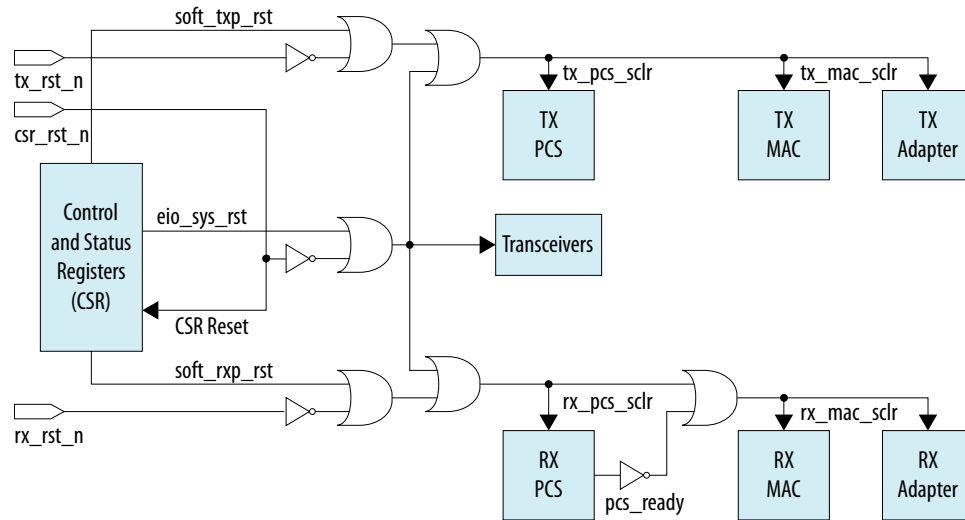 soft_txp_rst
tx_rst_n
tx_pcs_sclr
tx_mac_sclr
csr_rst_n
TX
PCS
TX
MAC
TX
Adapter
Control
and Status
Registers
(CSR)
eio_sys_rst
Transceivers
CSR Reset
soft_rxp_rst
rx_rst_n
rx_pcs_sclr
rx_mac_sclr
RX
PCS
pcs_ready
RX
MAC
RX
Adapter